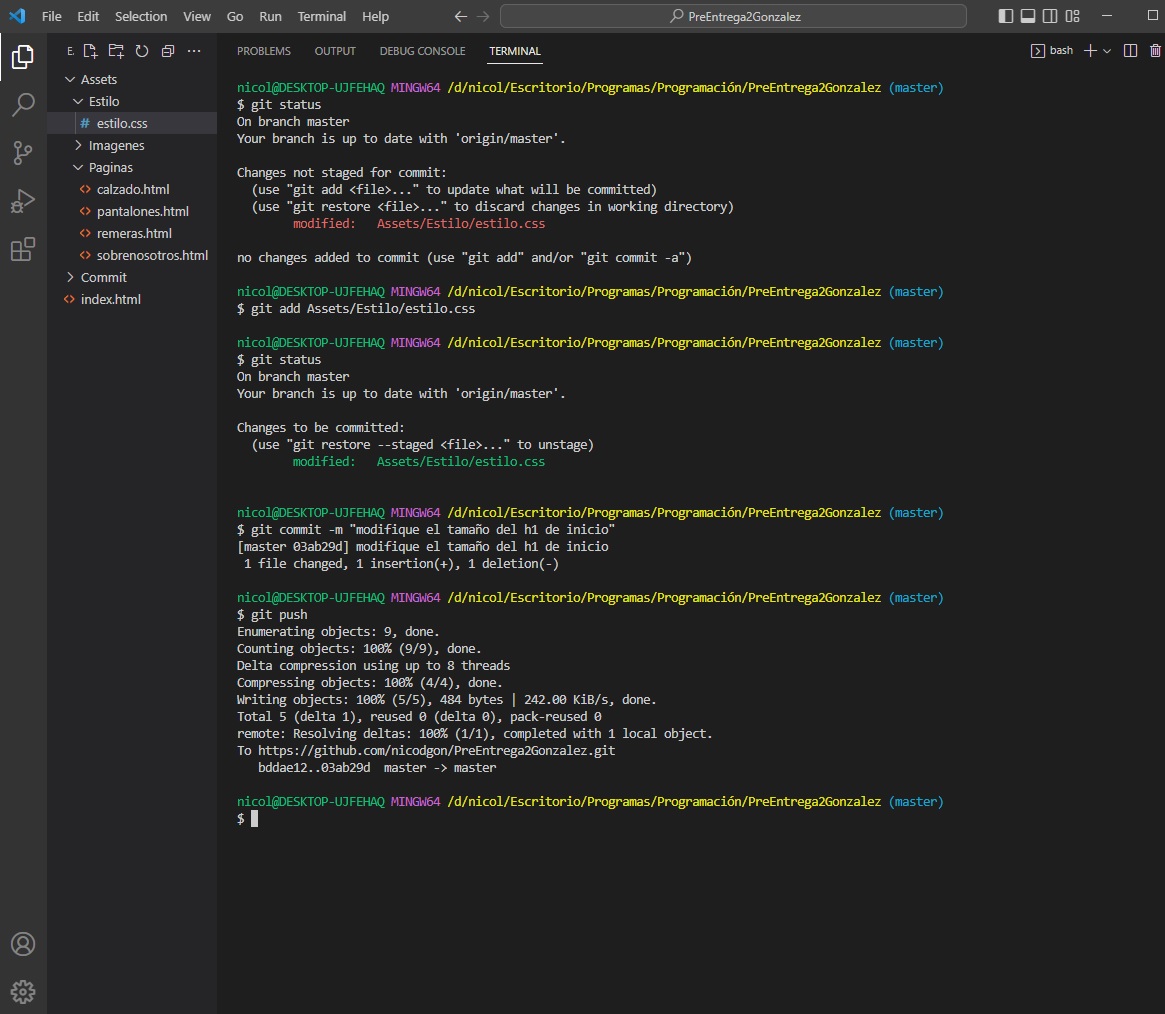 File Edit Selection View Go Run Terminal Help PreEntrega2Gonzalez
E.
Assets
Estilo
# estilo.css
Imagenes
Paginas
<> calzado.html
<> pantalones.html
<> remeras.html
<> sobrenosotros.html
Commit
<> index.html
PROBLEMS OUTPUT DEBUG CONSOLE TERMINAL bash
nicol@DESKTOP-UJFEHAQ MINGW64 /d/nicol/Escritorio/Programas/Programación/PreEntrega2Gonzalez (master)
$ git status
On branch master
Your branch is up to date with 'origin/master'.
Changes not staged for commit:
(use "git add <file>..." to update what will be committed)
(use "git restore <file>..." to discard changes in working directory)
modified: Assets/Estilo/estilo.css
no changes added to commit (use "git add" and/or "git commit -a")
nicol@DESKTOP-UJFEHAQ MINGW64 /d/nicol/Escritorio/Programas/Programación/PreEntrega2Gonzalez (master)
$ git add Assets/Estilo/estilo.css
nicol@DESKTOP-UJFEHAQ MINGW64 /d/nicol/Escritorio/Programas/Programación/PreEntrega2Gonzalez (master)
$ git status
On branch master
Your branch is up to date with 'origin/master'.
Changes to be committed:
(use "git restore --staged <file>..." to unstage)
modified: Assets/Estilo/estilo.css
nicol@DESKTOP-UJFEHAQ MINGW64 /d/nicol/Escritorio/Programas/Programación/PreEntrega2Gonzalez (master)
$ git commit -m "modifique el tamaño del h1 de inicio"
[master 03ab29d] modifique el tamaño del h1 de inicio
1 file changed, 1 insertion(+), 1 deletion(-)
nicol@DESKTOP-UJFEHAQ MINGW64 /d/nicol/Escritorio/Programas/Programación/PreEntrega2Gonzalez (master)
$ git push
Enumerating objects: 9, done.
Counting objects: 100% (9/9), done.
Delta compression using up to 8 threads
Compressing objects: 100% (4/4), done.
Writing objects: 100% (5/5), 484 bytes | 242.00 KiB/s, done.
Total 5 (delta 1), reused 0 (delta 0), pack-reused 0
remote: Resolving deltas: 100% (1/1), completed with 1 local object.
To https://github.com/nicodgon/PreEntrega2Gonzalez.git
bddae12..03ab29d master -> master
nicol@DESKTOP-UJFEHAQ MINGW64 /d/nicol/Escritorio/Programas/Programación/PreEntrega2Gonzalez (master)
$